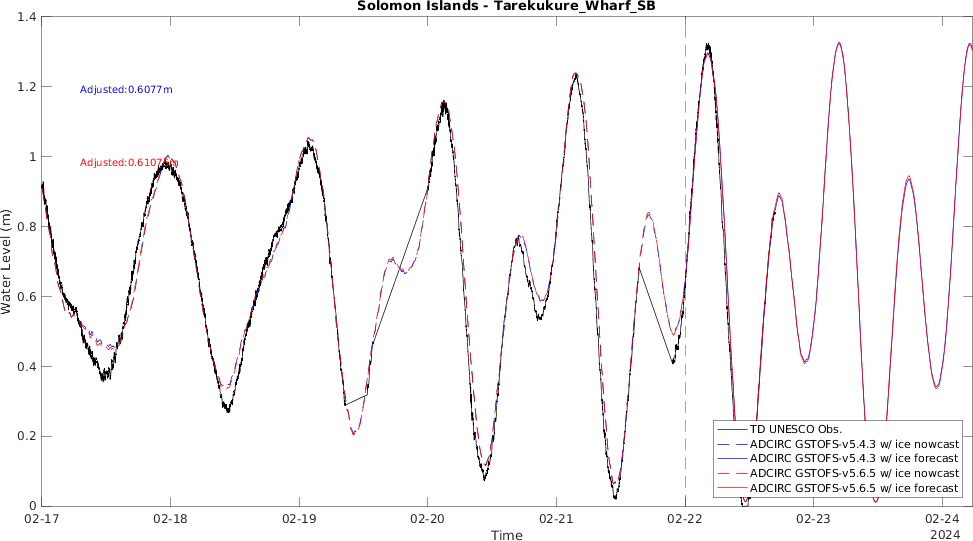 Solomon Islands - Tarekukure_Wharf_SB
1.4
1.2
1
0.8
0.6
0.4
0.2
0
Water Level (m)
Adjusted:0.6077m
TD UNESCO Obs.
ADCIRC GSTOFS-v5.4.3 w/ ice nowcast
ADCIRC GSTOFS-v5.4.3 w/ ice forecast
ADCIRC GSTOFS-v5.6.5 w/ ice nowcast
ADCIRC GSTOFS-v5.6.5 w/ ice forecast
02-17 02-18 02-19 02-20 02-21 02-22 02-23 02-24
2024
Time